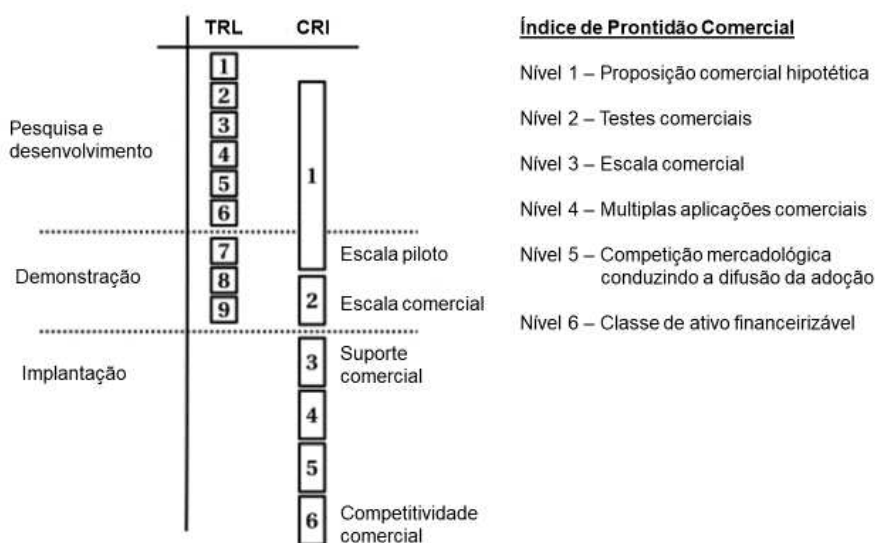 TRL CRI
1
2
3
4
5
6
7
8
9
1
2
3
4
5
6
Pesquisa e
desenvolvimento
Demonstração
Implantação
Escala piloto
Escala comercial
Suporte
comercial
Competitividade
comercial
Índice de Prontidão Comercial
Nível 1 – Proposição comercial hipotética
Nível 2 – Testes comerciais
Nível 3 – Escala comercial
Nível 4 – Multiplas aplicações comerciais
Nível 5 – Competição mercadológica
conduzindo a difusão da adoção
Nível 6 – Classe de ativo financeirizável